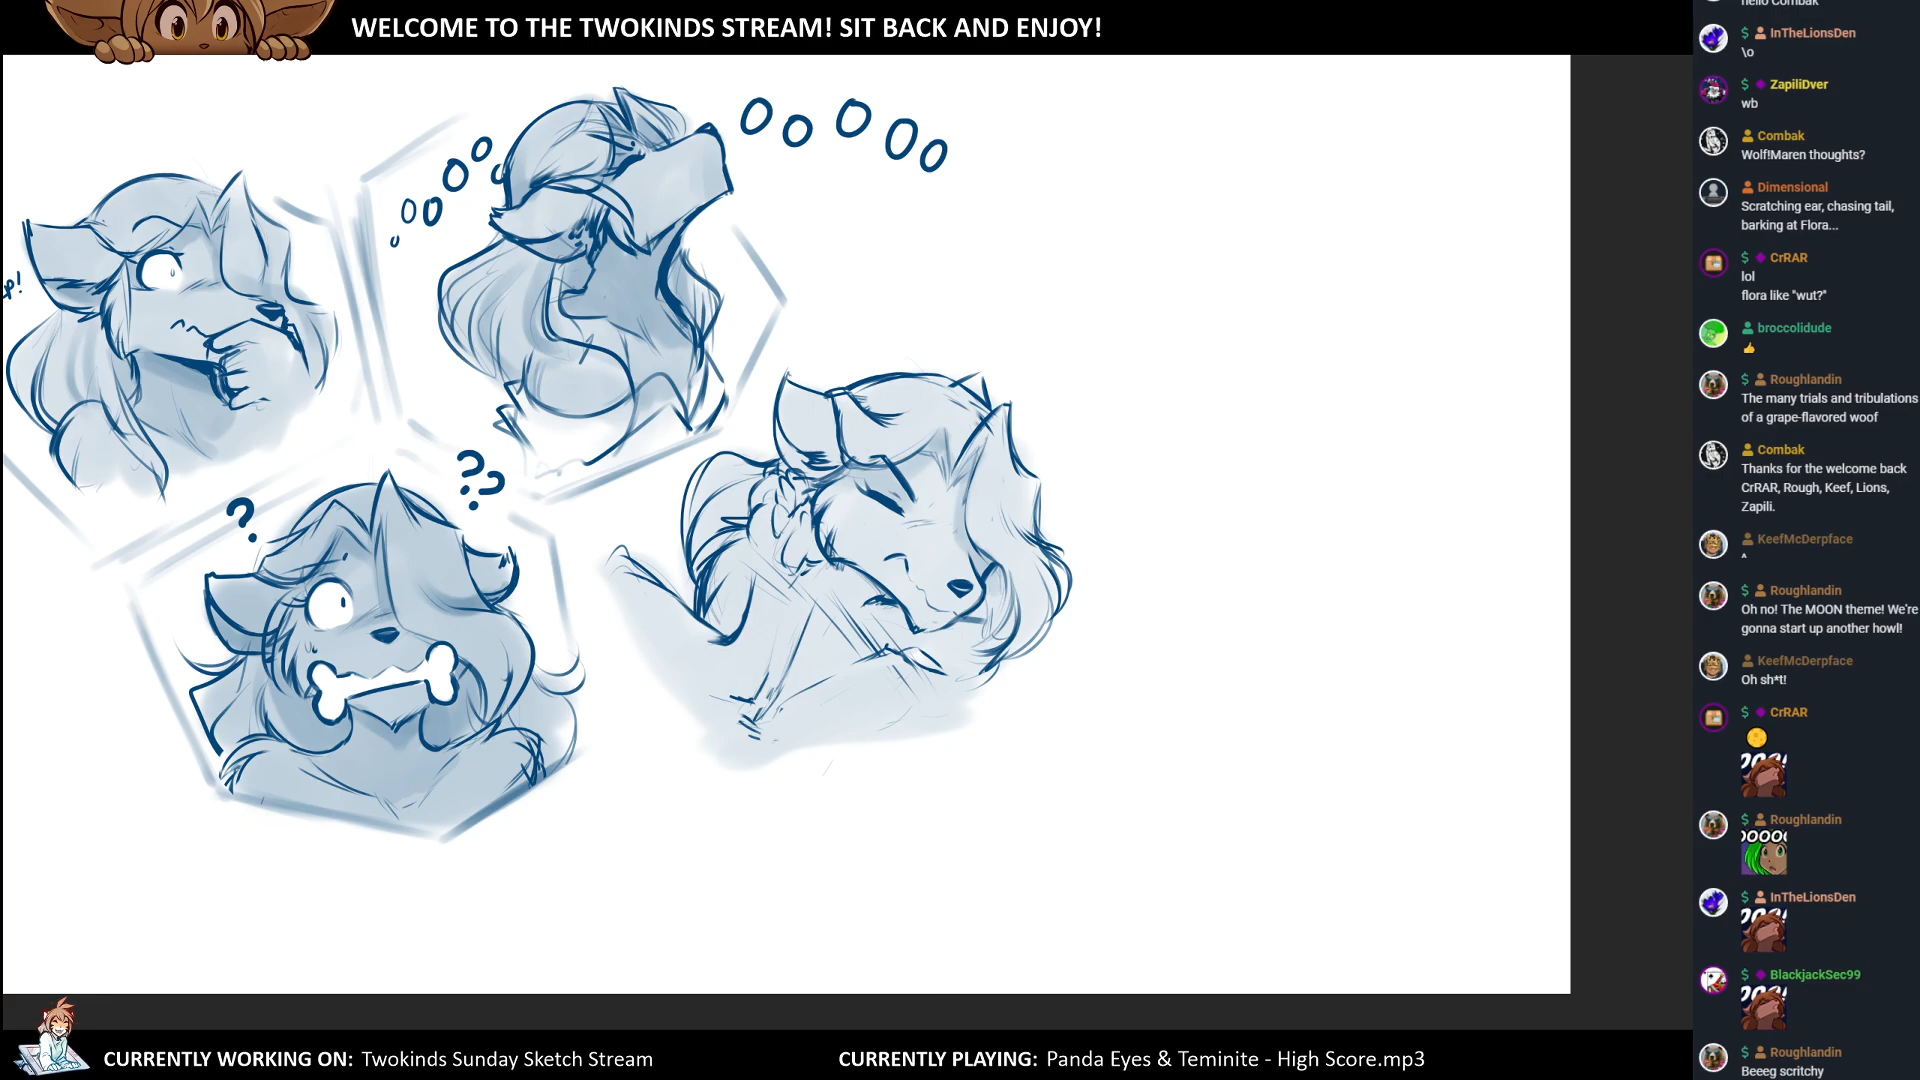 WELCOME TO THE TWOKINDS STREAM! SIT BACK AND ENJOY!
oo o o
O o O O o
p!
?
???
hello Combak
$ InTheLionsDen
\o
$ ZapiliDver
wb
Combak
Wolf!Maren thoughts?
Dimensional
Scratching ear, chasing tail,
barking at Flora...
$ CrRAR
lol
flora like "wut?"
broccolidude
👍
$ Roughlandin
The many trials and tribulations
of a grape-flavored woof
Combak
Thanks for the welcome back
CrRAR, Rough, Keef, Lions,
Zapili.
KeefMcDerpface
^
$ Roughlandin
Oh no! The MOON theme! We're
gonna start up another howl!
KeefMcDerpface
Oh sh*t!
$ CrRAR
$ Roughlandin
OOOO
$ InTheLionsDen
$ BlackjackSec99
$ Roughlandin
Beeeg scritchy
CURRENTLY WORKING ON: Twokinds Sunday Sketch Stream
CURRENTLY PLAYING: Panda Eyes & Teminite - High Score.mp3